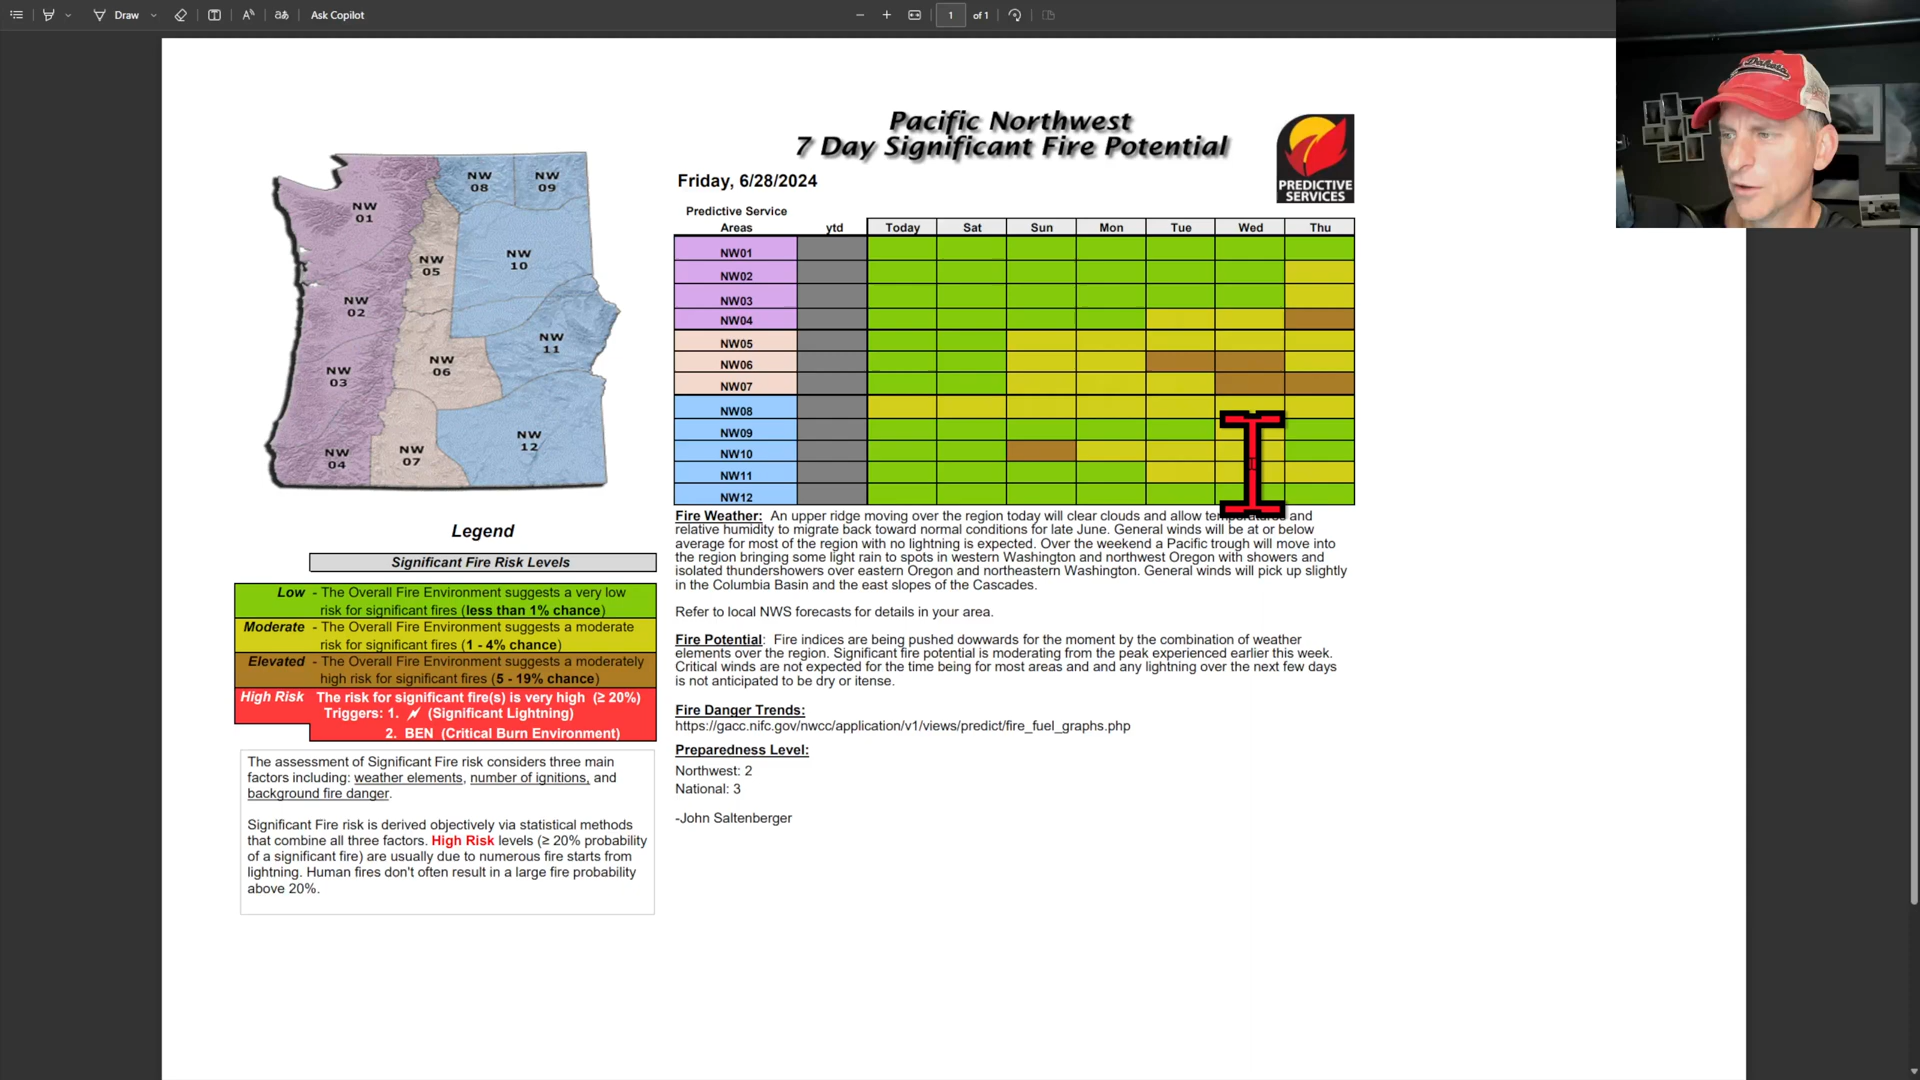 Draw
Ask Copilot
1
of 1
Dakota
Pacific Northwest
7 Day Significant Fire Potential
PREDICTIVE
SERVICES
Friday, 6/28/2024
Predictive Service
Areas ytd Today Sat Sun Mon Tue Wed Thu
NW01
NW02
NW03
NW04
NW05
NW06
NW07
NW08
NW09
NW10
NW11
NW12
NW
01
NW
02
NW
03
NW
04
NW
05
NW
06
NW
07
NW
08
NW
09
NW
10
NW
11
NW
12
Legend
Significant Fire Risk Levels
Low - The Overall Fire Environment suggests a very low
risk for significant fires (less than 1% chance)
Moderate - The Overall Fire Environment suggests a moderate
risk for significant fires (1 - 4% chance)
Elevated - The Overall Fire Environment suggests a moderately
high risk for significant fires (5 - 19% chance)
High Risk The risk for significant fire(s) is very high (≥ 20%)
Triggers: 1. (Significant Lightning)
2. BEN (Critical Burn Environment)
The assessment of Significant Fire risk considers three main
factors including: weather elements, number of ignitions, and
background fire danger.
Significant Fire risk is derived objectively via statistical methods
that combine all three factors. High Risk levels (≥ 20% probability
of a significant fire) are usually due to numerous fire starts from
lightning. Human fires don't often result in a large fire probability
above 20%.
Fire Weather: An upper ridge moving over the region today will clear clouds and allow temperatures and
relative humidity to migrate back toward normal conditions for late June. General winds will be at or below
average for most of the region with no lightning is expected. Over the weekend a Pacific trough will move into
the region bringing some light rain to spots in western Washington and northwest Oregon with showers and
isolated thundershowers over eastern Oregon and northeastern Washington. General winds will pick up slightly
in the Columbia Basin and the east slopes of the Cascades.
Refer to local NWS forecasts for details in your area.
Fire Potential: Fire indices are being pushed dowwards for the moment by the combination of weather
elements over the region. Significant fire potential is moderating from the peak experienced earlier this week.
Critical winds are not expected for the time being for most areas and and any lightning over the next few days
is not anticipated to be dry or itense.
Fire Danger Trends:
https://gacc.nifc.gov/nwcc/application/v1/views/predict/fire_fuel_graphs.php
Preparedness Level:
Northwest: 2
National: 3
-John Saltenberger